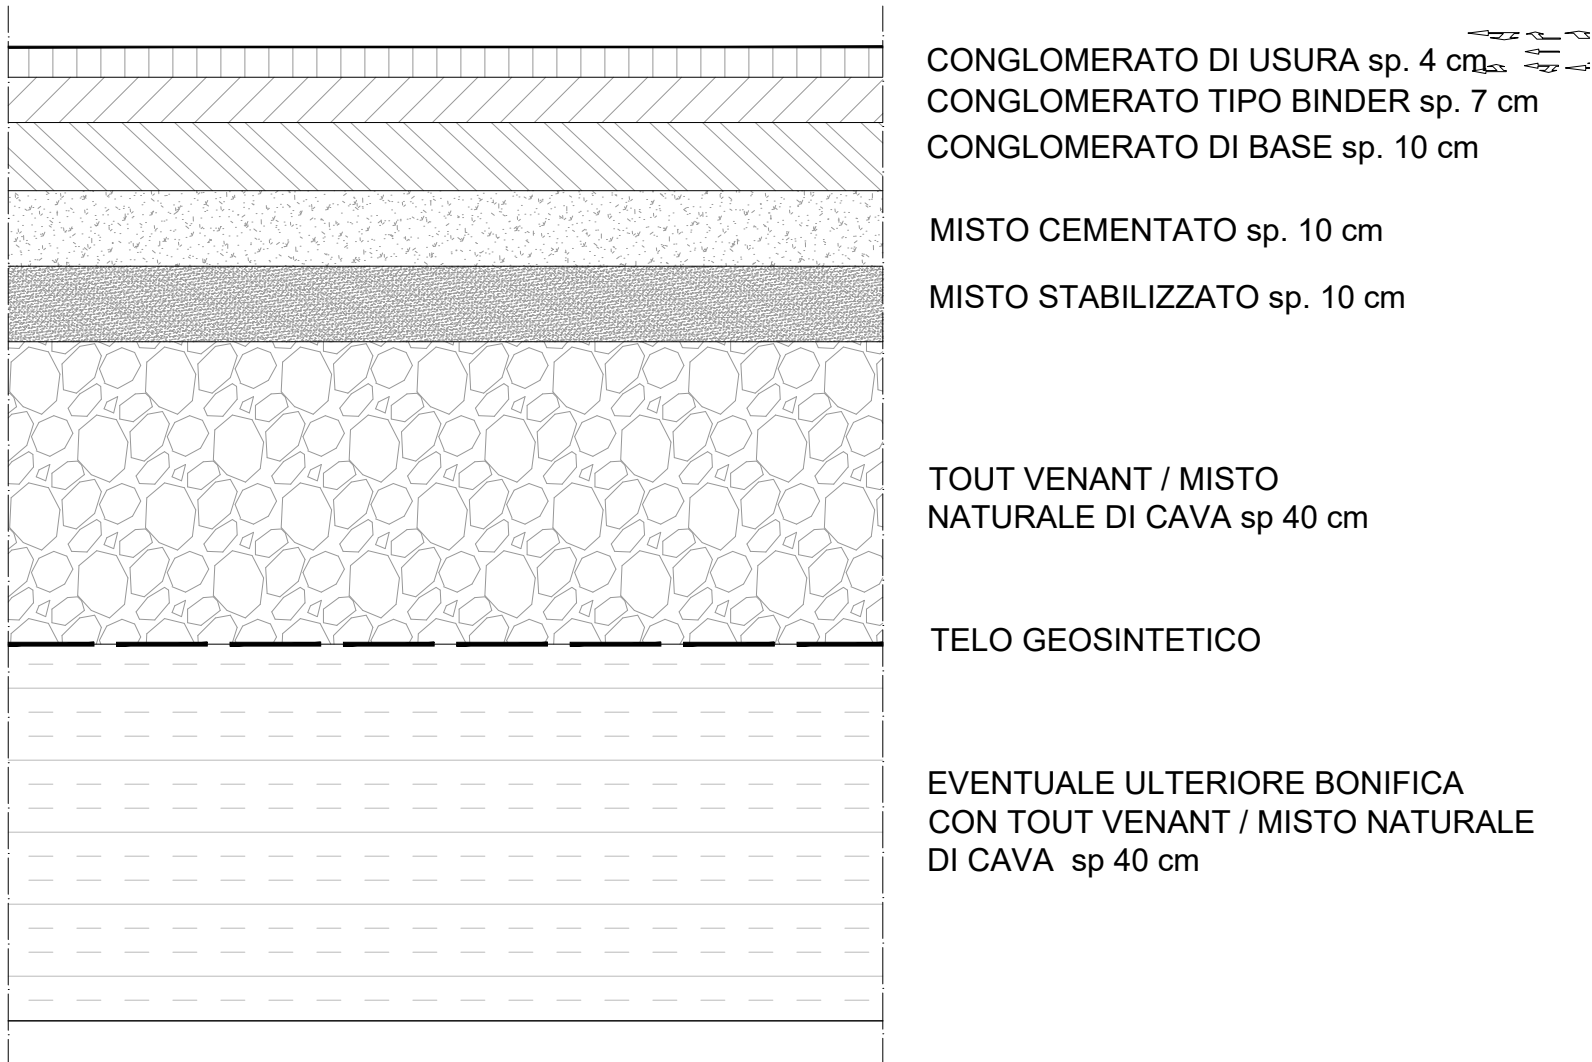 CONGLOMERATO DI USURA sp. 4 cm
CONGLOMERATO TIPO BINDER sp. 7 cm
CONGLOMERATO DI BASE sp. 10 cm
MISTO CEMENTATO sp. 10 cm
MISTO STABILIZZATO sp. 10 cm
TOUT VENANT / MISTO
NATURALE DI CAVA sp 40 cm
TELO GEOSINTETICO
EVENTUALE ULTERIORE BONIFICA
CON TOUT VENANT / MISTO NATURALE
DI CAVA  sp 40 cm